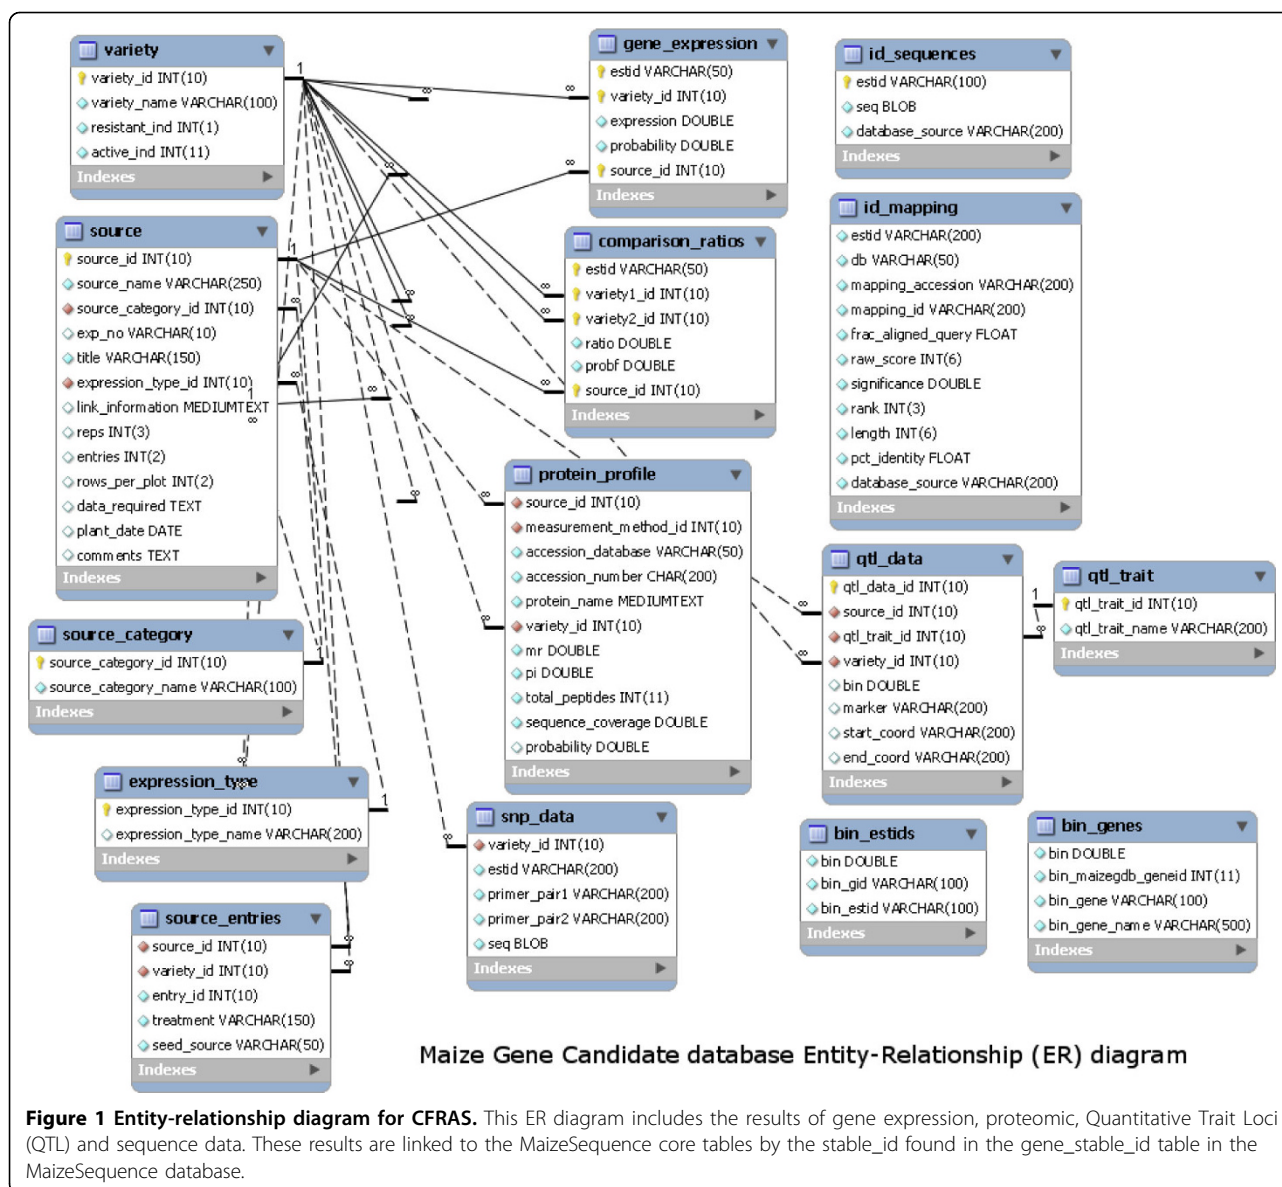 variety
variety_id INT(10)
variety_name VARCHAR(100)
resistant_ind INT(1)
active_ind INT(11)
Indexes
source
source_id INT(10)
source_name VARCHAR(250)
source_category_id INT(10)
exp_no VARCHAR(10)
title VARCHAR(150)
expression_type_id INT(10)
link_information MEDIUMTEXT
reps INT(3)
entries INT(2)
rows_per_plot INT(2)
data_required TEXT
plant_date DATE
comments TEXT
Indexes
source_category
source_category_id INT(10)
source_category_name VARCHAR(100)
Indexes
expression_type
expression_type_id INT(10)
expression_type_name VARCHAR(200)
Indexes
source_entries
source_id INT(10)
variety_id INT(10)
entry_id INT(10)
treatment VARCHAR(150)
seed_source VARCHAR(50)
Indexes
gene_expression
estid VARCHAR(50)
variety_id INT(10)
expression DOUBLE
probability DOUBLE
source_id INT(10)
Indexes
comparison_ratios
estid VARCHAR(50)
variety1_id INT(10)
variety2_id INT(10)
ratio DOUBLE
probf DOUBLE
source_id INT(10)
Indexes
protein_profile
source_id INT(10)
measurement_method_id INT(10)
accession_database VARCHAR(50)
accession_number CHAR(200)
protein_name MEDIUMTEXT
variety_id INT(10)
mr DOUBLE
pi DOUBLE
total_peptides INT(11)
sequence_coverage DOUBLE
probability DOUBLE
Indexes
snp_data
variety_id INT(10)
estid VARCHAR(200)
primer_pair1 VARCHAR(200)
primer_pair2 VARCHAR(200)
seq BLOB
Indexes
id_sequences
estid VARCHAR(100)
seq BLOB
database_source VARCHAR(200)
Indexes
id_mapping
estid VARCHAR(200)
db VARCHAR(50)
mapping_accession VARCHAR(200)
mapping_id VARCHAR(200)
frac_aligned_query FLOAT
raw_score INT(6)
significance DOUBLE
rank INT(3)
length INT(6)
pct_identity FLOAT
database_source VARCHAR(200)
Indexes
qtl_data
qtl_data_id INT(10)
source_id INT(10)
qtl_trait_id INT(10)
variety_id INT(10)
bin DOUBLE
marker VARCHAR(200)
start_coord VARCHAR(200)
end_coord VARCHAR(200)
Indexes
qtl_trait
qtl_trait_id INT(10)
qtl_trait_name VARCHAR(200)
Indexes
bin_estids
bin DOUBLE
bin_gid VARCHAR(100)
bin_estid VARCHAR(100)
Indexes
bin_genes
bin DOUBLE
bin_maizegdb_geneid INT(11)
bin_gene VARCHAR(100)
bin_gene_name VARCHAR(500)
Indexes
1
∞
∞
∞
∞
1
∞
∞
∞
∞
∞
∞
∞
∞
1
∞
∞
∞
∞
∞
∞
1
∞
1
∞
1
∞
∞
∞
∞
Maize Gene Candidate database Entity-Relationship (ER) diagram
Figure 1 Entity-relationship diagram for CFRAS. This ER diagram includes the results of gene expression, proteomic, Quantitative Trait Loci
(QTL) and sequence data. These results are linked to the MaizeSequence core tables by the stable_id found in the gene_stable_id table in the
MaizeSequence database.